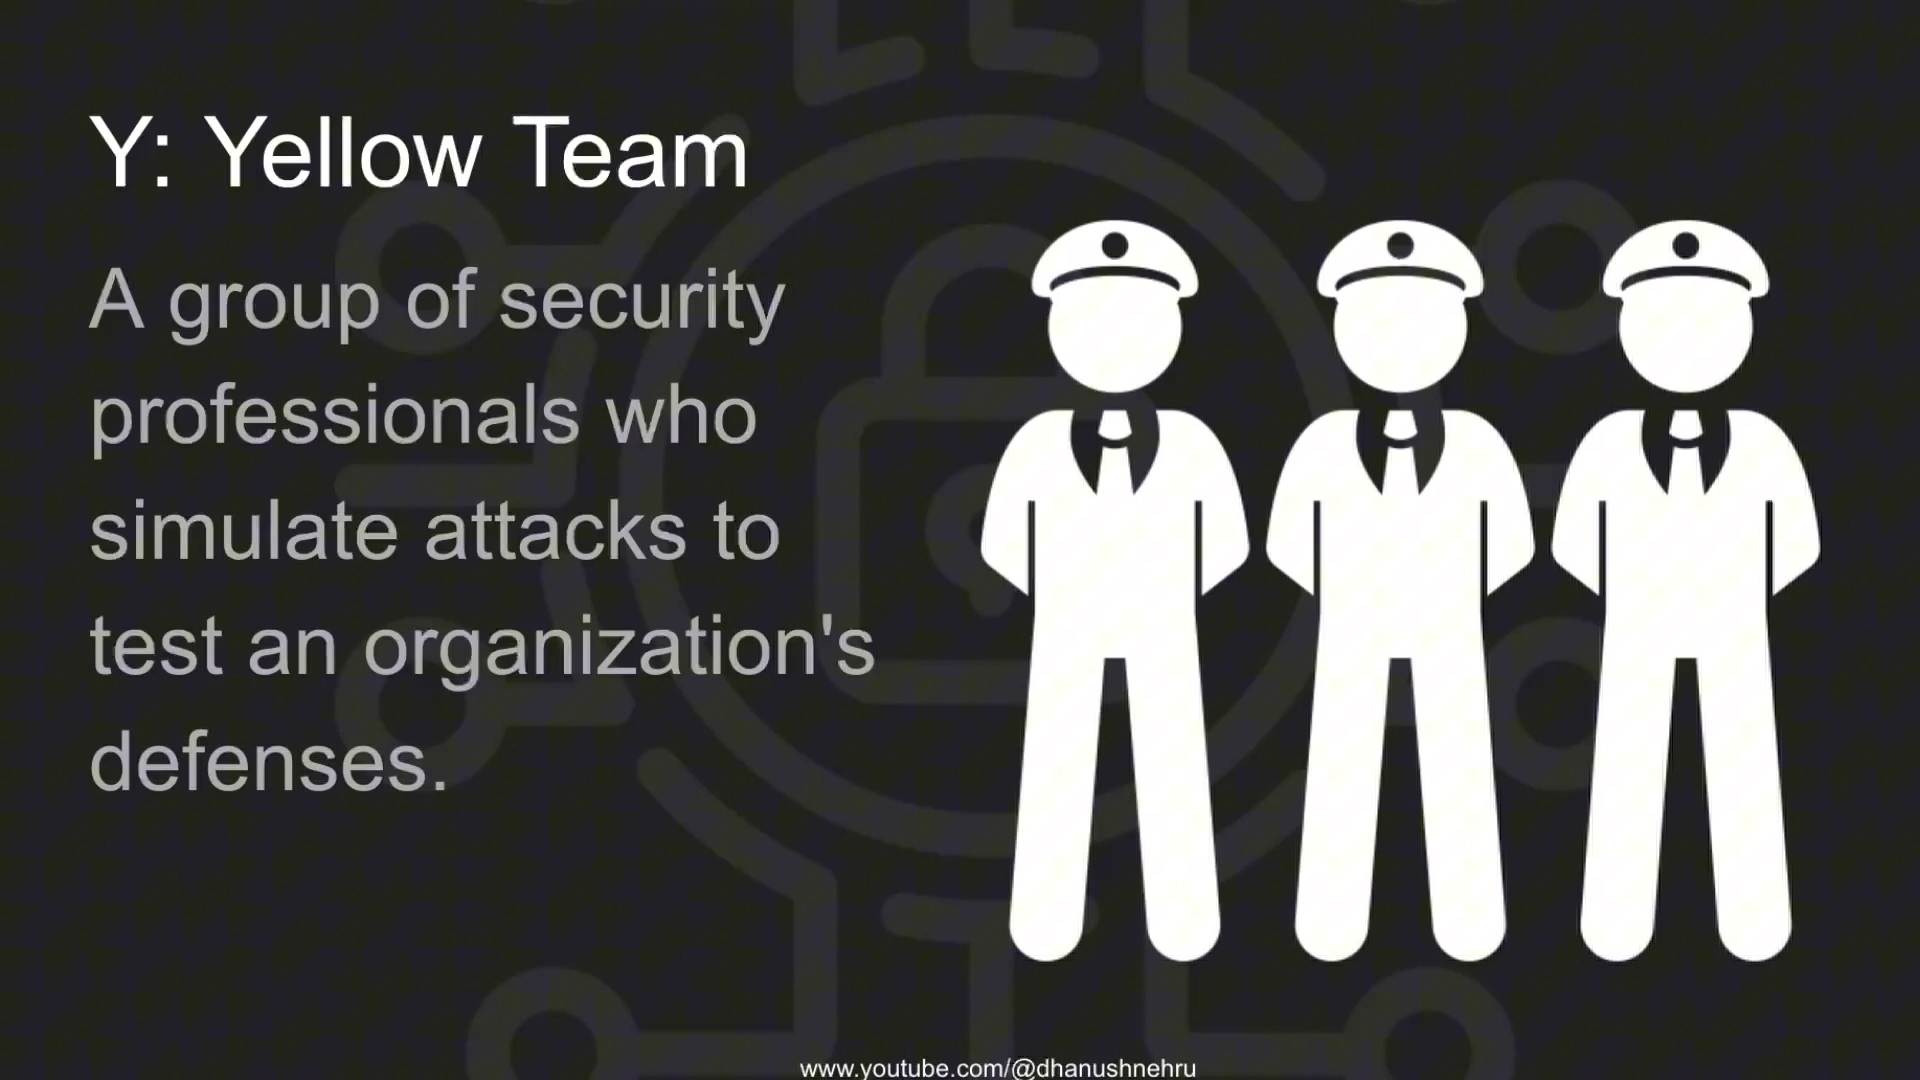 Y: Yellow Team
A group of security
professionals who
simulate attacks to
test an organization's
defenses.
www.youtube.com/@dhanushnehru